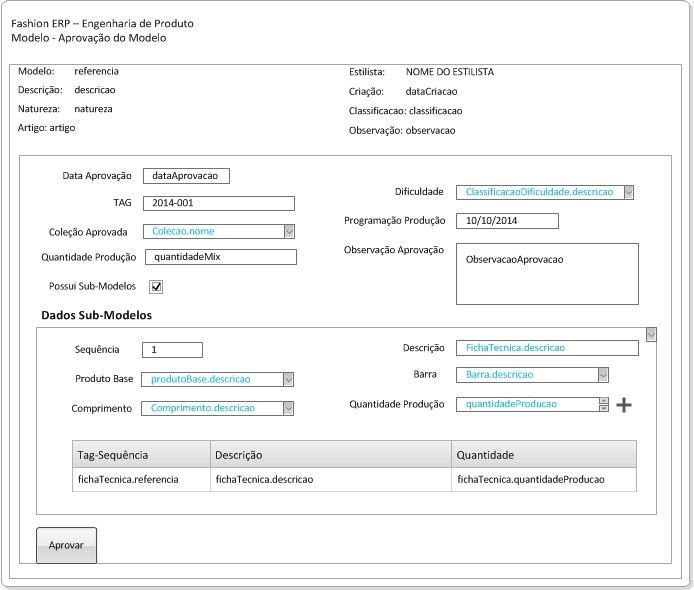 Fashion ERP – Engenharia de Produto
Modelo - Aprovação do Modelo
Modelo: referencia
Descrição: descricao
Natureza: natureza
Artigo: artigo
Estilista: NOME DO ESTILISTA
Criação: dataCriacao
Classificacao: classificacao
Observação: observacao
Data Aprovação dataAprovacao
TAG 2014-001
Coleção Aprovada Colecao.nome
Quantidade Produção quantidadeMix
Possui Sub-Modelos
Dificuldade ClassificacaoDificuldade.descricao
Programação Produção 10/10/2014
Observação Aprovação ObservacaoAprovacao
Dados Sub-Modelos
Sequência 1
Descrição FichaTecnica.descricao
Produto Base produtoBase.descricao
Barra Barra.descricao
Comprimento Comprimento.descricao
Quantidade Produção quantidadeProducao
Tag-Sequência Descrição Quantidade
fichaTecnica.referencia fichaTecnica.descricao fichaTecnica.quantidadeProducao
Aprovar